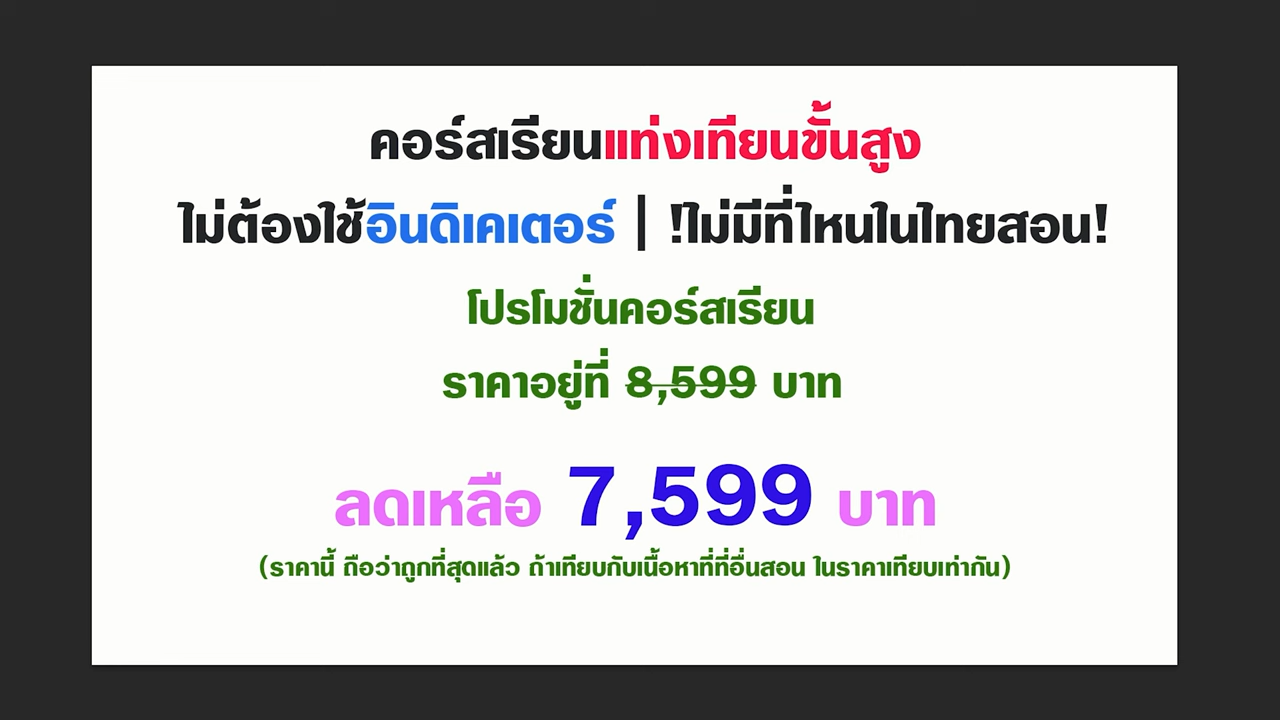 คอร์สเรียนแท่งเทียนขั้นสูง
ไม่ต้องใช้อินดิเคเตอร์ | !ไม่มีที่ไหนในไทยสอน!
โปรโมชั่นคอร์สเรียน
ราคาอยู่ที่ 8,599 บาท
ลดเหลือ 7,599 บาท
(ราคานี้ ถือว่าถูกที่สุดแล้ว ถ้าเทียบกับเนื้อหาที่ที่อื่นสอน ในราคาเทียบเท่ากัน)